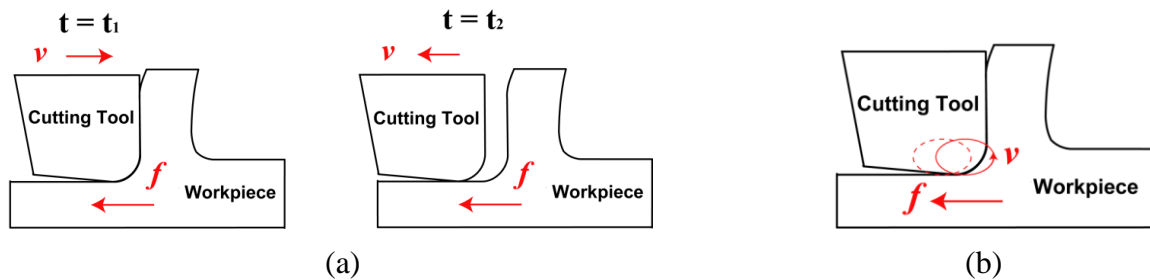 t = t₁
v
Cutting Tool
f
Workpiece
t = t₂
v
Cutting Tool
f
Workpiece
(a)
Cutting Tool
v
f
Workpiece
(b)